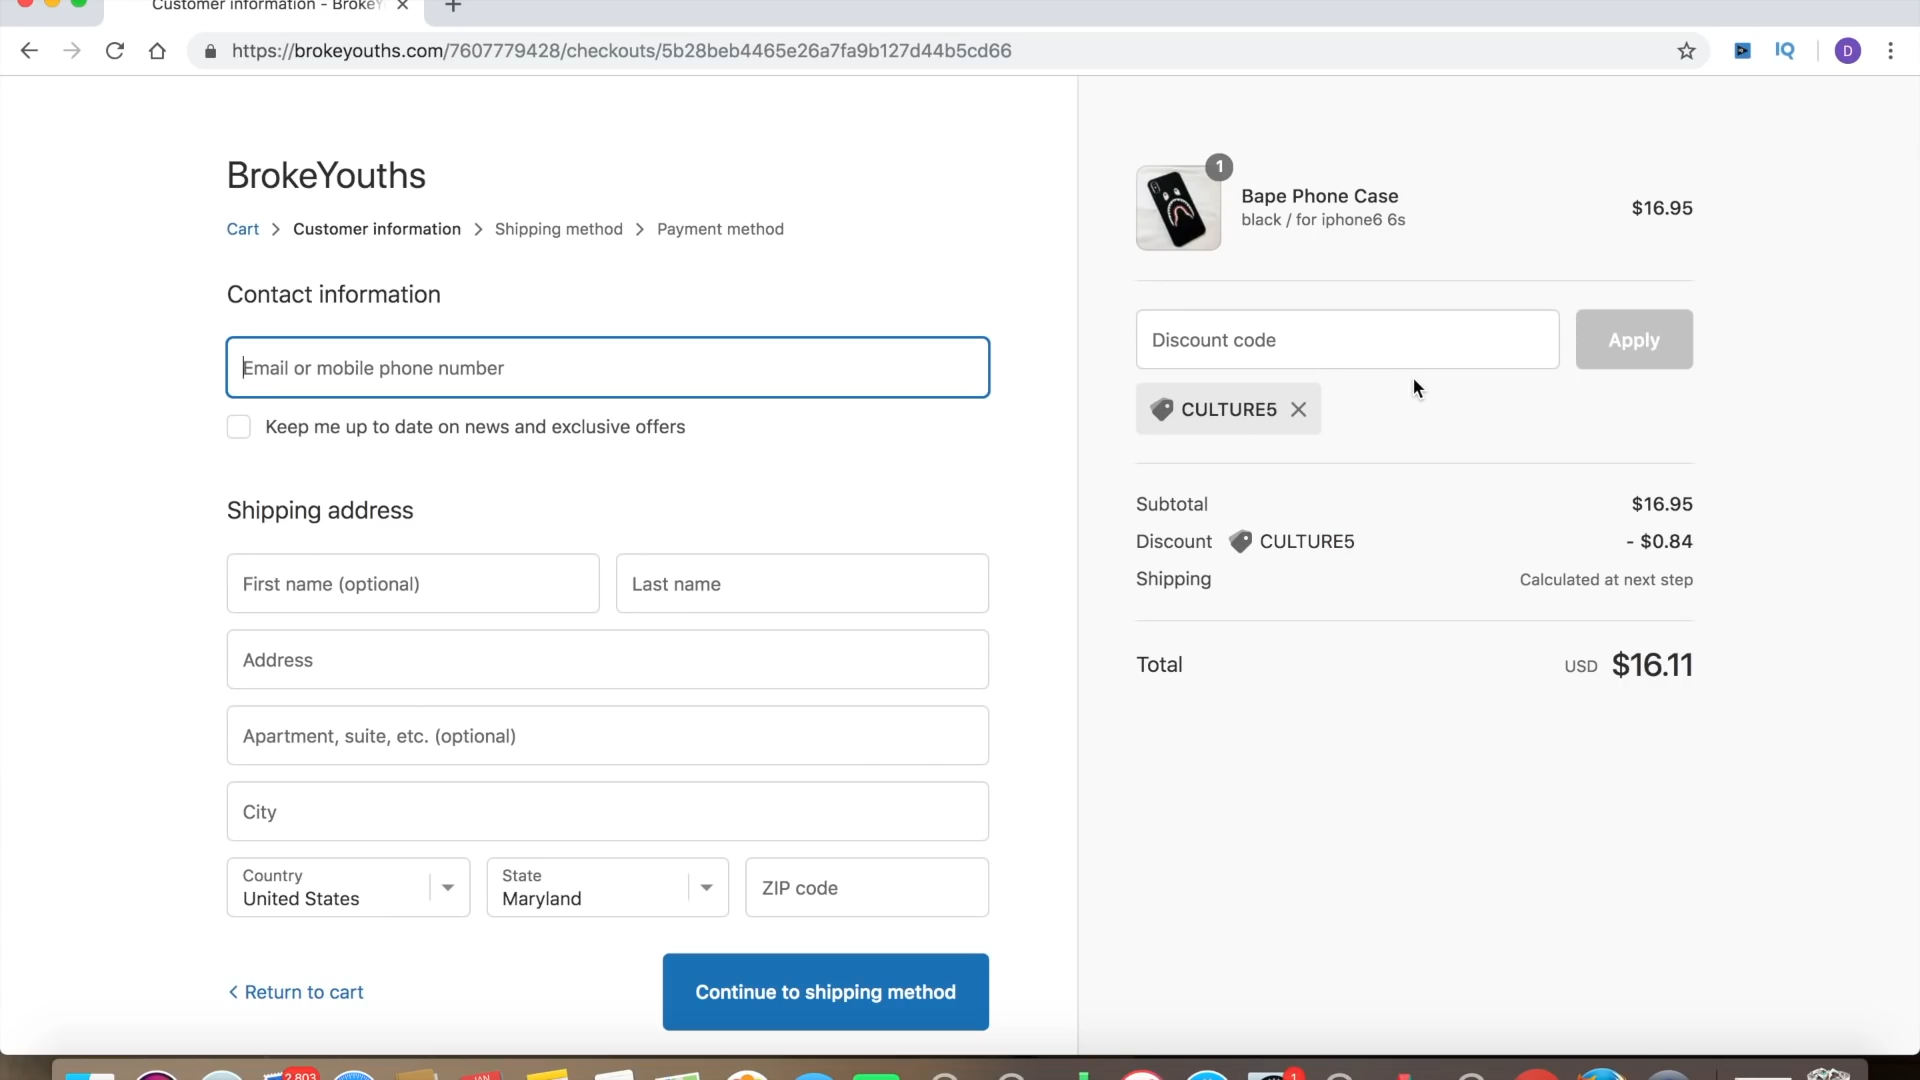 Customer information - BrokeY
https://brokeyouths.com/7607779428/checkouts/5b28beb4465e26a7fa9b127d44b5cd66
IQ
D
BrokeYouths
Cart > Customer information > Shipping method > Payment method
Contact information
Email or mobile phone number
Keep me up to date on news and exclusive offers
Shipping address
First name (optional)
Last name
Address
Apartment, suite, etc. (optional)
City
Country
United States
State
Maryland
ZIP code
< Return to cart
Continue to shipping method
1
Bape Phone Case
black / for iphone6 6s
$16.95
Discount code
Apply
CULTURE5
Subtotal $16.95
Discount CULTURE5 - $0.84
Shipping Calculated at next step
Total USD $16.11
2,803
JAN
1